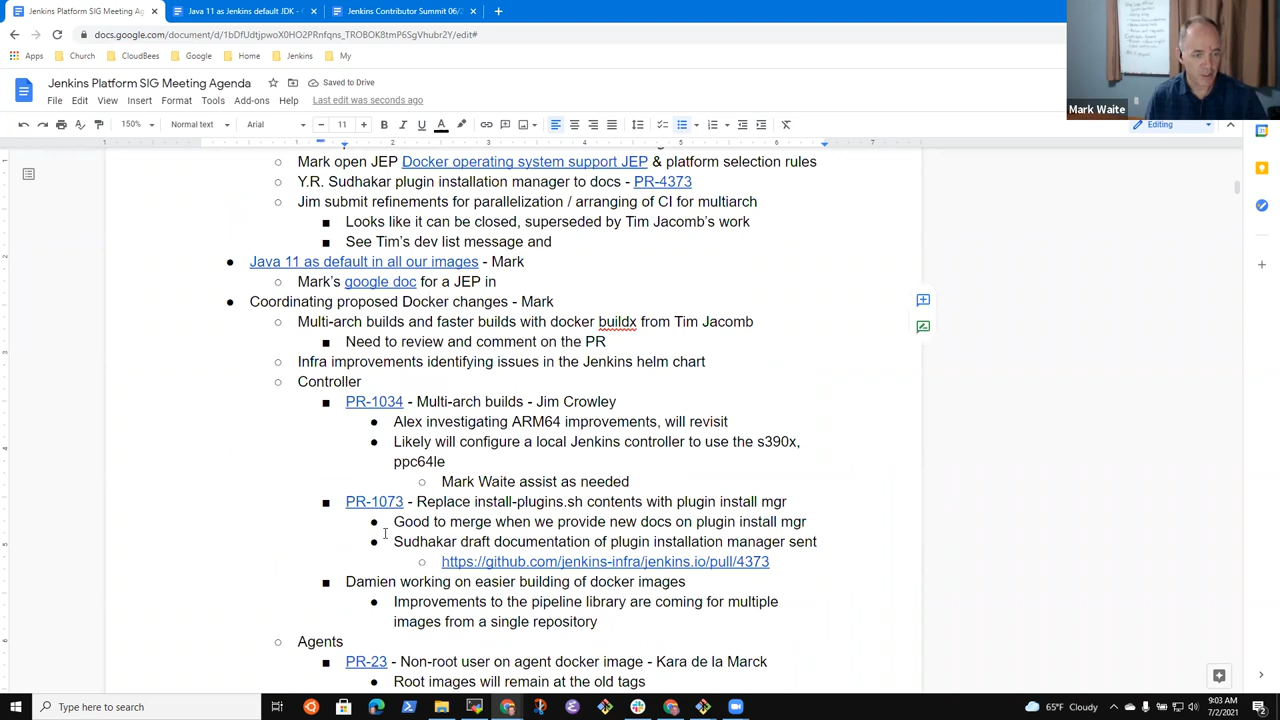 Jenkins Platform SIG Meeting Ag
Java 11 as Jenkins default JDK -
Jenkins Contributor Summit 06/2
docs.google.com/document/d/1bDfUdtjpwoX0HO2PRnfqns_TROBOK8tmP6SgVrT
Apps
Church
CloudBees
Google
Home
Jenkins
My
Jenkins Platform SIG Meeting Agenda
Saved to Drive
File Edit View Insert Format Tools Add-ons Help Last edit was seconds ago
150% Normal text Arial 11 Editing
Mark Waite
Mark open JEP Docker operating system support JEP & platform selection rules
Y.R. Sudhakar plugin installation manager to docs - PR-4373
Jim submit refinements for parallelization / arranging of CI for multiarch
Looks like it can be closed, superseded by Tim Jacomb's work
See Tim's dev list message and
Java 11 as default in all our images - Mark
Mark's google doc for a JEP in
Coordinating proposed Docker changes - Mark
Multi-arch builds and faster builds with docker buildx from Tim Jacomb
Need to review and comment on the PR
Infra improvements identifying issues in the Jenkins helm chart
Controller
PR-1034 - Multi-arch builds - Jim Crowley
Alex investigating ARM64 improvements, will revisit
Likely will configure a local Jenkins controller to use the s390x,
ppc64le
Mark Waite assist as needed
PR-1073 - Replace install-plugins.sh contents with plugin install mgr
Good to merge when we provide new docs on plugin install mgr
Sudhakar draft documentation of plugin installation manager sent
https://github.com/jenkins-infra/jenkins.io/pull/4373
Damien working on easier building of docker images
Improvements to the pipeline library are coming for multiple
images from a single repository
Agents
PR-23 - Non-root user on agent docker image - Kara de la Marck
Root images will remain at the old tags
Type here to search
65°F Cloudy
9:03 AM
7/2/2021